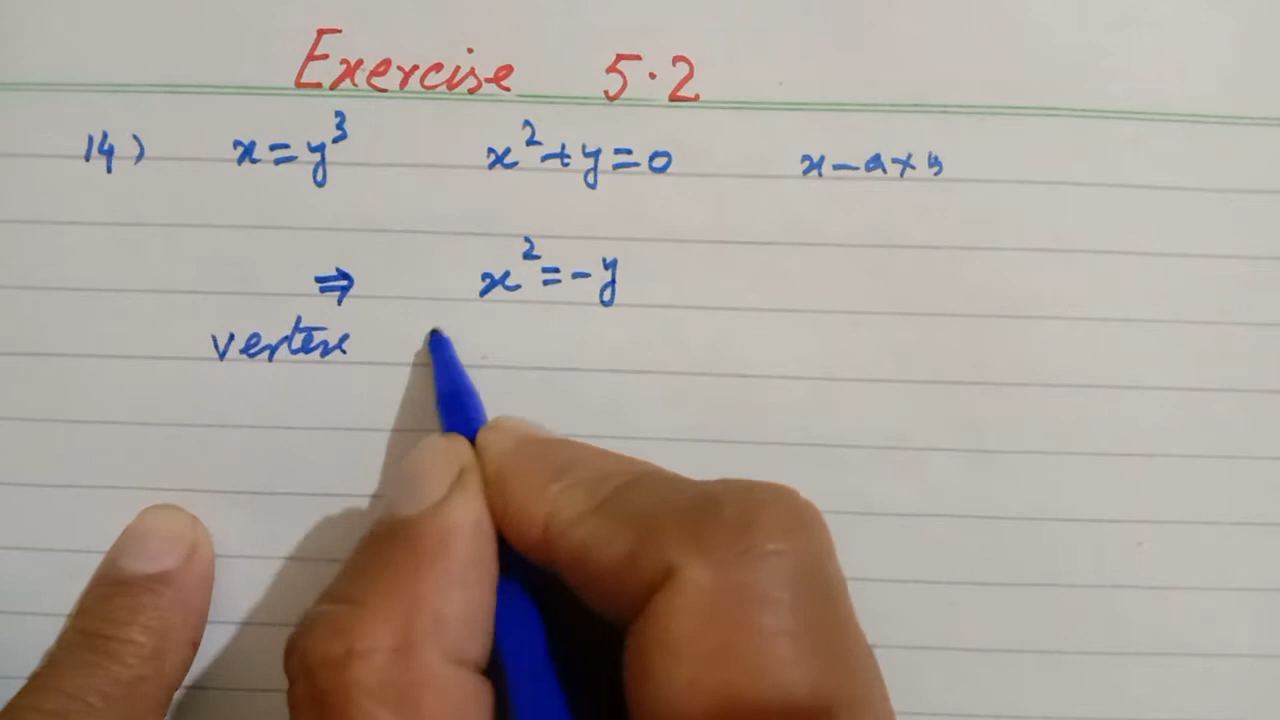 Exercise 5.2
14) x=y³ x²+y=0 x-axis
⇒ x²=-y
vertex